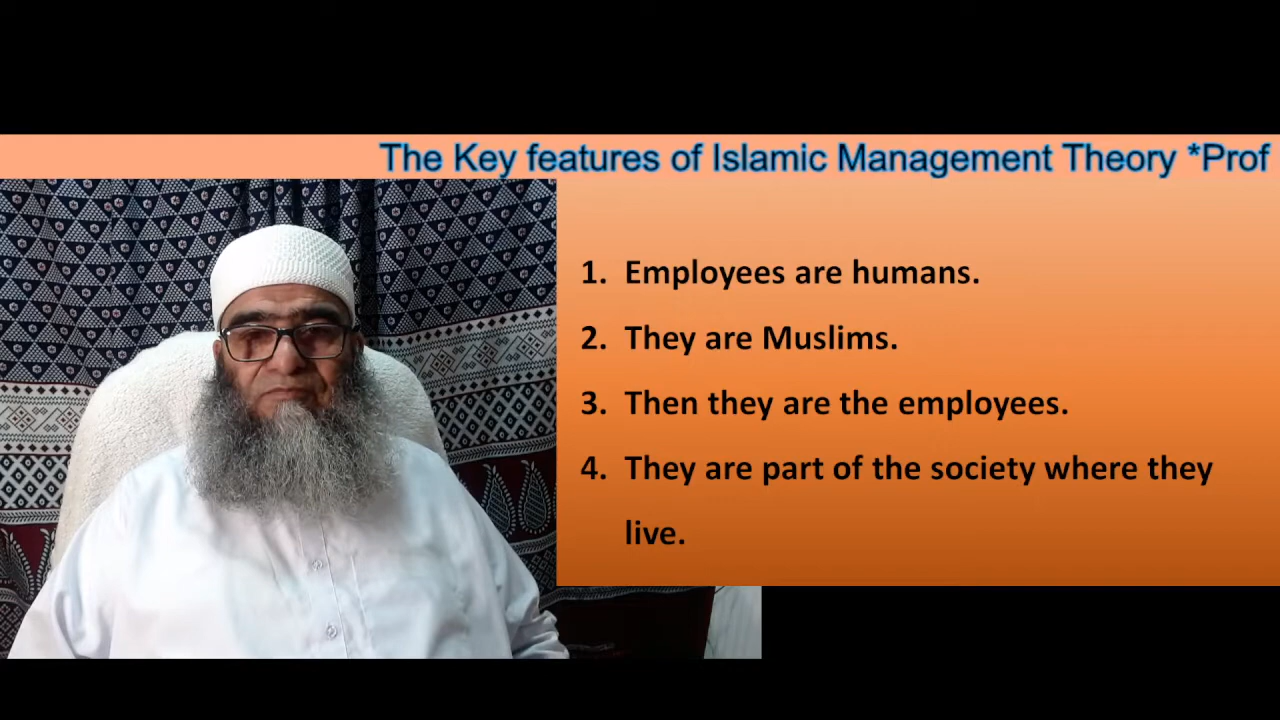 The Key features of Islamic Management Theory *Prof
1. Employees are humans.
2. They are Muslims.
3. Then they are the employees.
4. They are part of the society where they
live.